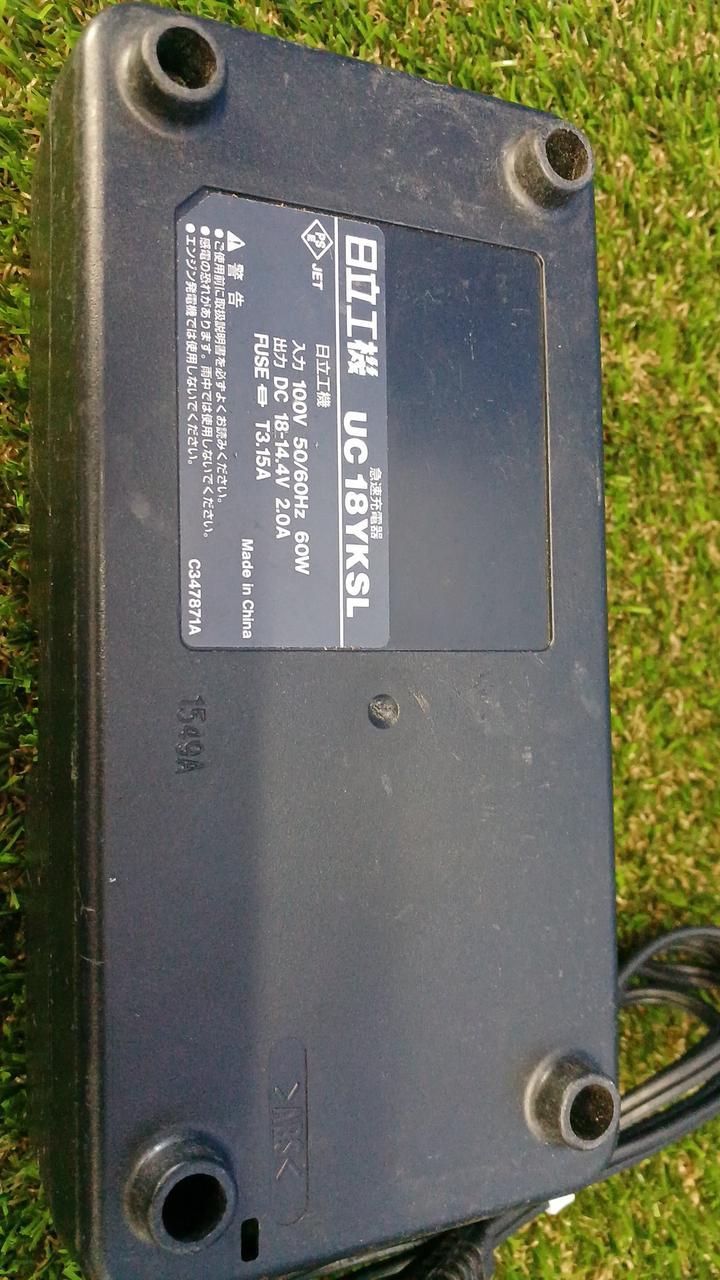 急速充電器
日立工機 UC 18YKSL
PS
E
JET
日立工機
入力 100V 50/60Hz 60W
出力 DC 18-14.4V 2.0A
FUSE T3.15A
Made in China
警告
●ご使用前に取扱説明書を必ずよくお読みください。
●感電の恐れがあります。雨中では使用しないでください。
●エンジン発電機では使用しないでください。
C347871A
1549A